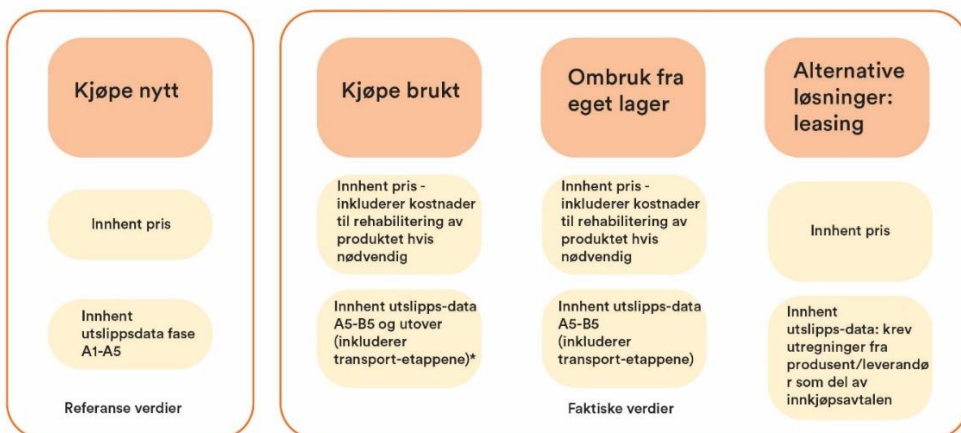 Kjøpe nytt
Innhent pris
Innhent
utslippsdata fase
A1-A5
Referanse verdier
Kjøpe brukt
Innhent pris -
inkluderer kostnader
til rehabilitering av
produktet hvis
nødvendig
Innhent utslipps-data
A5-B5 og utover
(inkluderer
transport-etappene)*
Ombruk fra
eget lager
Innhent pris -
inkluderer kostnader
til rehabilitering av
produktet hvis
nødvendig
Innhent utslipps-data
A5-B5
(inkluderer
transport-etappene)
Alternative
løsninger:
leasing
Innhent pris
Innhent
utslipps-data: krev
utregninger fra
produsent/leverandø
r som del av
innkjøpsavtalen
Faktiske verdier